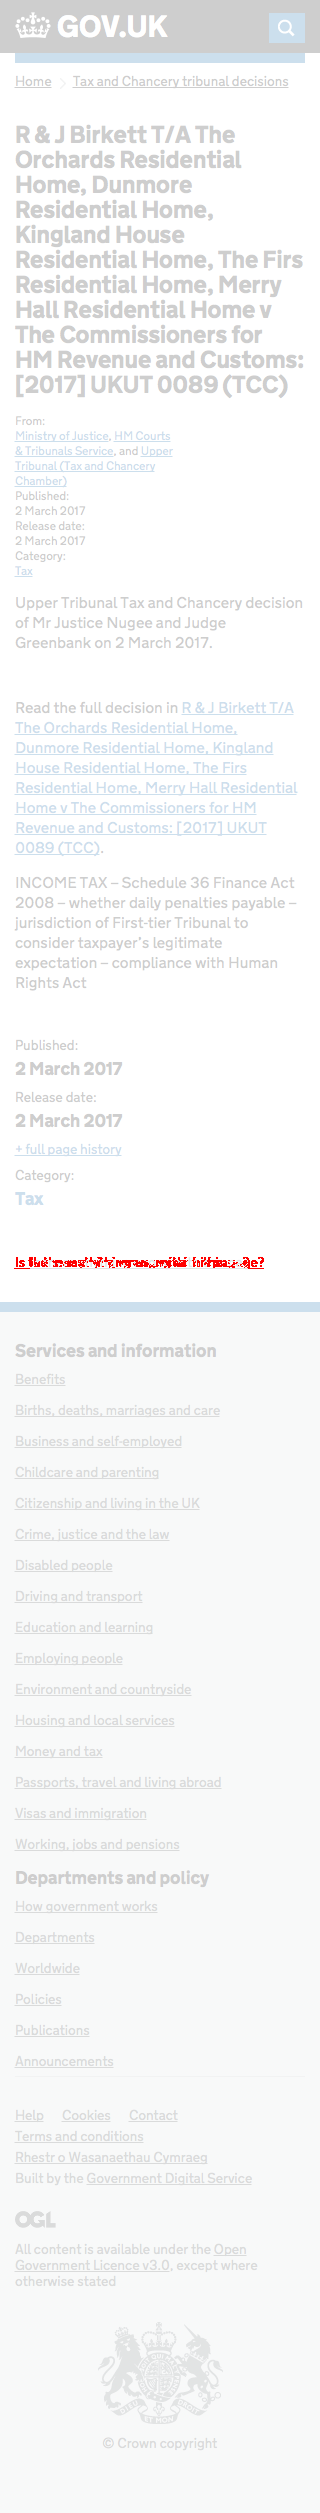 GOV.UK
Home
Tax and Chancery tribunal decisions
R & J Birkett T/A The
Orchards Residential
Home, Dunmore
Residential Home,
Kingland House
Residential Home, The Firs
Residential Home, Merry
Hall Residential Home v
The Commissioners for
HM Revenue and Customs:
[2017] UKUT 0089 (TCC)
From:
Ministry of Justice, HM Courts
& Tribunals Service, and Upper
Tribunal (Tax and Chancery
Chamber)
Published:
2 March 2017
Release date:
2 March 2017
Category:
Tax
Upper Tribunal Tax and Chancery decision
of Mr Justice Nugee and Judge
Greenbank on 2 March 2017.
Read the full decision in R & J Birkett T/A
The Orchards Residential Home,
Dunmore Residential Home, Kingland
House Residential Home, The Firs
Residential Home, Merry Hall Residential
Home v The Commissioners for HM
Revenue and Customs: [2017] UKUT
0089 (TCC).
INCOME TAX – Schedule 36 Finance Act
2008 – whether daily penalties payable –
jurisdiction of First-tier Tribunal to
consider taxpayer's legitimate
expectation – compliance with Human
Rights Act
Published:
2 March 2017
Release date:
2 March 2017
+ full page history
Category:
Tax
Is
Services and information
Benefits
Births, deaths, marriages and care
Business and self-employed
Childcare and parenting
Citizenship and living in the UK
Crime, justice and the law
Disabled people
Driving and transport
Education and learning
Employing people
Environment and countryside
Housing and local services
Money and tax
Passports, travel and living abroad
Visas and immigration
Working, jobs and pensions
Departments and policy
How government works
Departments
Worldwide
Policies
Publications
Announcements
Help Cookies Contact
Terms and conditions
Rhestr o Wasanaethau Cymraeg
Built by the Government Digital Service
OGL
All content is available under the Open
Government Licence v3.0, except where
otherwise stated
© Crown copyright